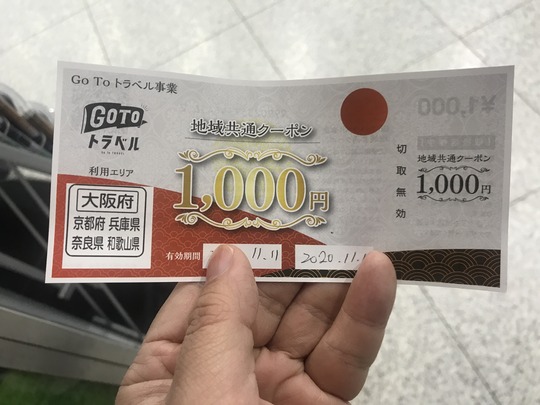 Go To トラベル事業
GOTO
トラベル
利用エリア
大阪府
京都府 兵庫県
奈良県 和歌山県
地域共通クーポン
1,000円
有効期間
11.11
2020.11.1
切取無効
¥1,000
地域共通クーポン
1,000円